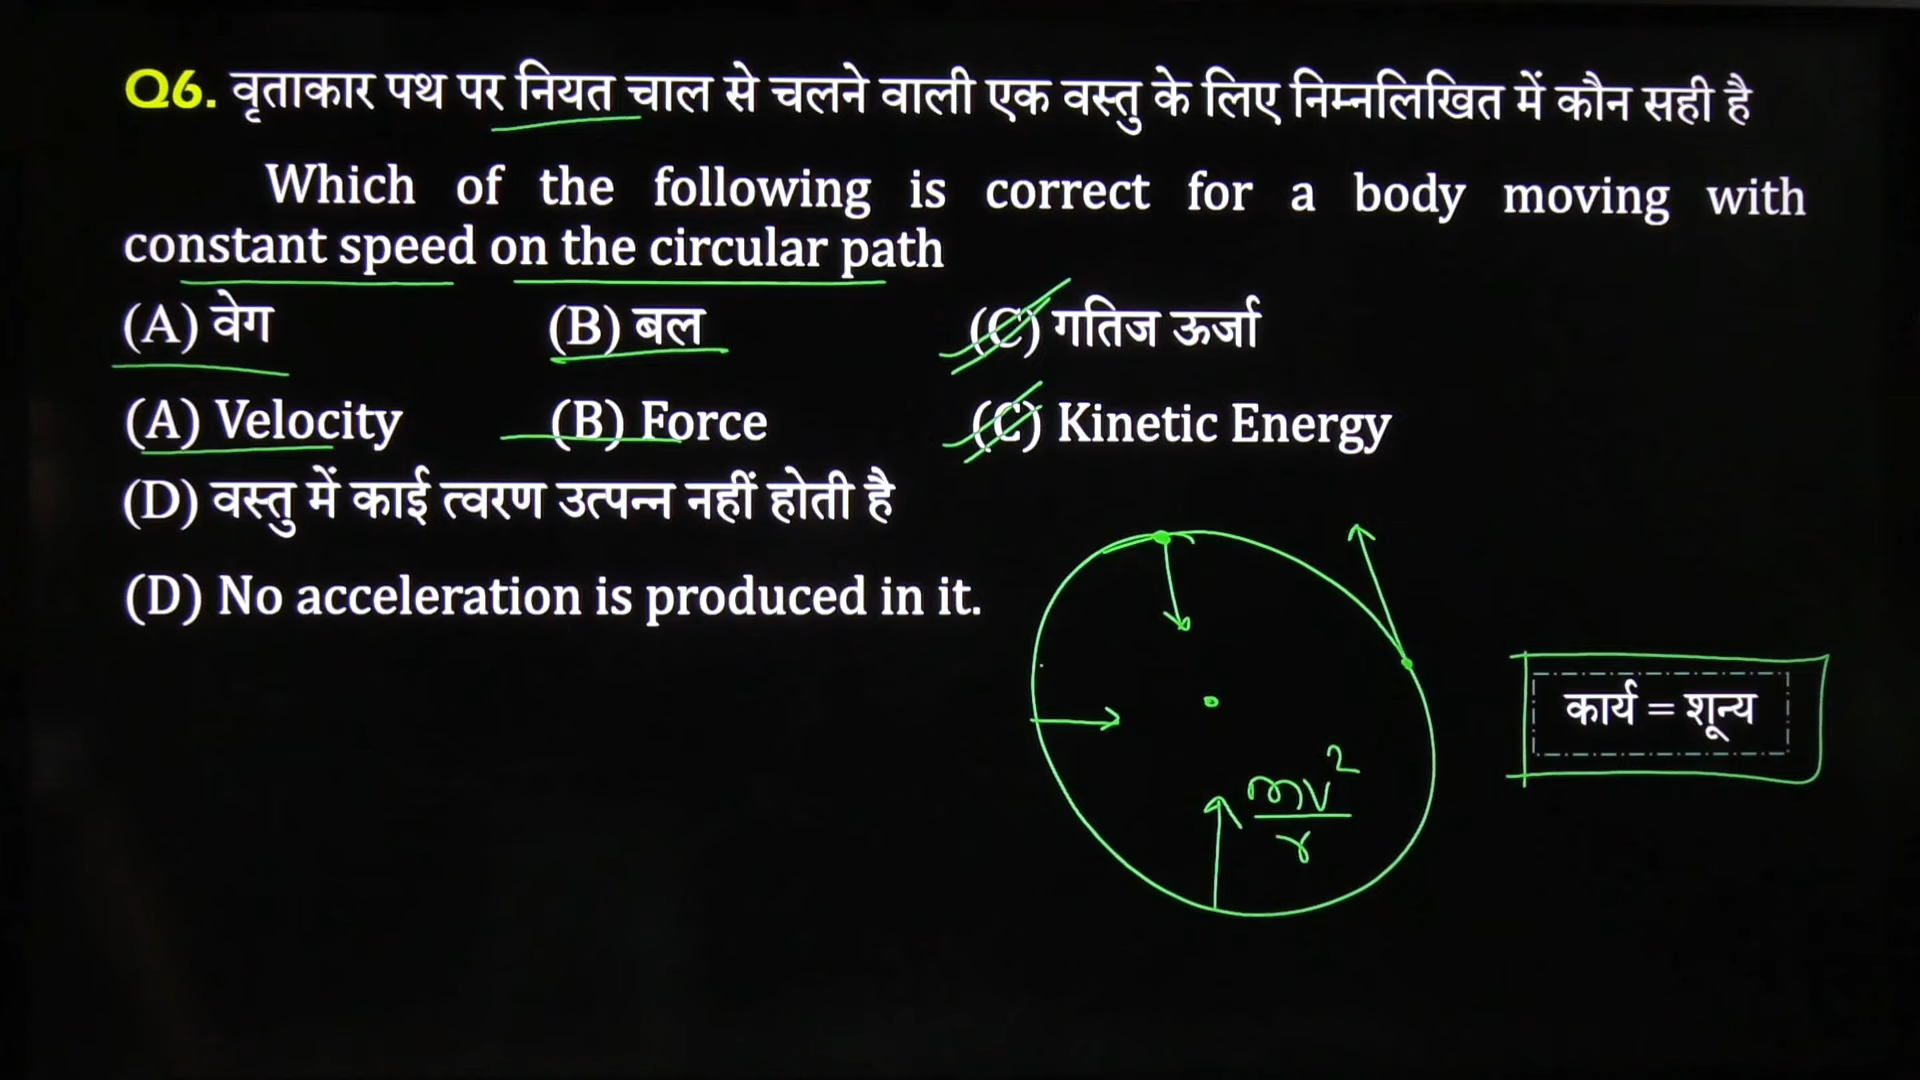 Q6. वृताकार पथ पर नियत चाल से चलने वाली एक वस्तु के लिए निम्नलिखित में कौन सही है
Which of the following is correct for a body moving with
constant speed on the circular path
(A) वेग (B) बल (C) गतिज ऊर्जा
(A) Velocity (B) Force (C) Kinetic Energy
(D) वस्तु में काई त्वरण उत्पन्न नहीं होती है
(D) No acceleration is produced in it.
कार्य = शून्य
mv²
r